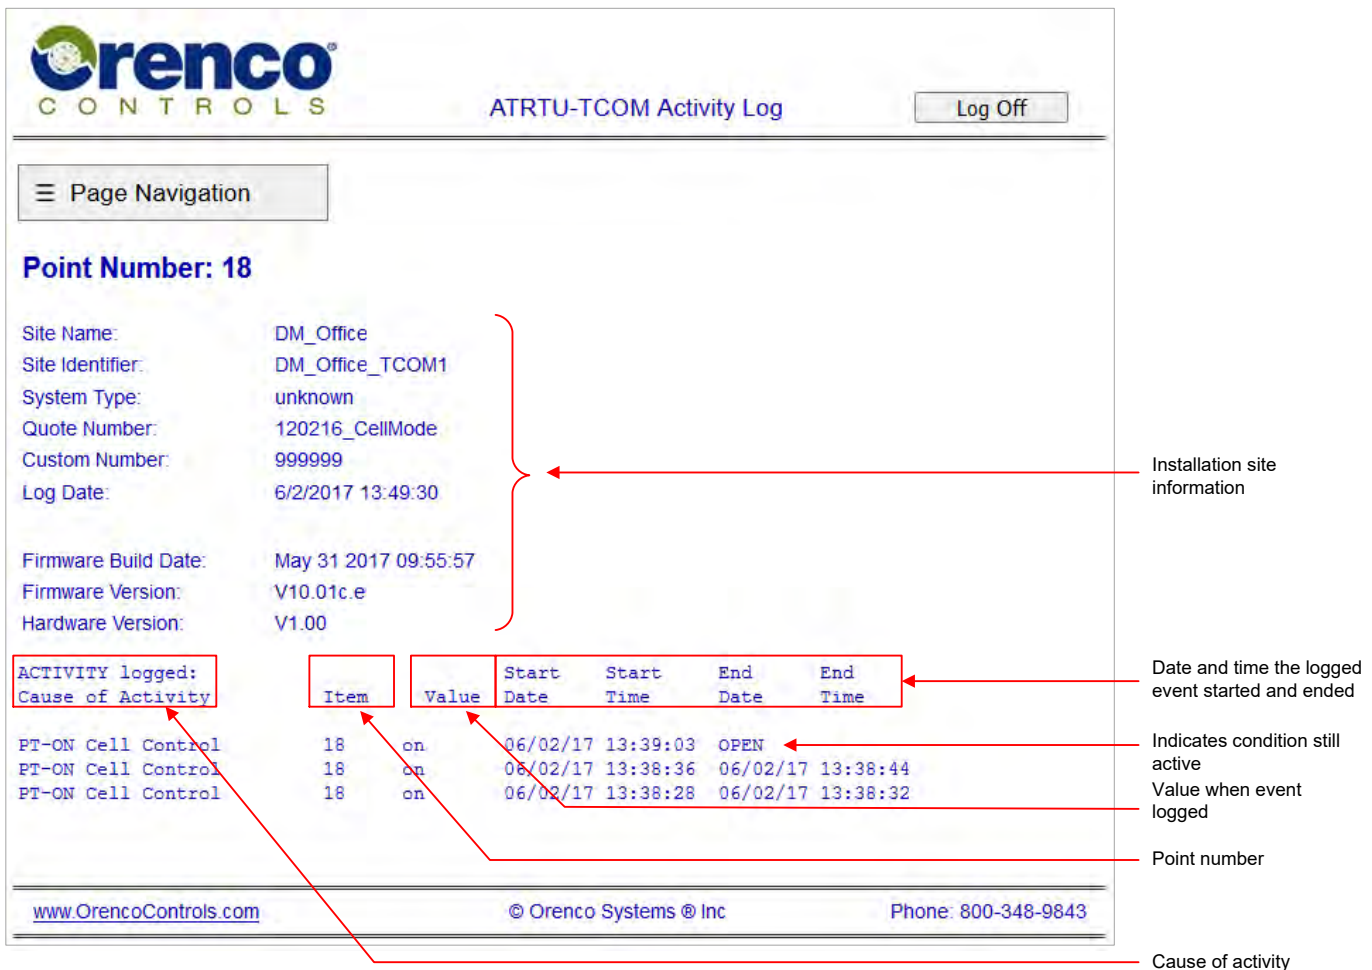 Orenco®
CONTROLS
ATRTU-TCOM Activity Log
Log Off
☰ Page Navigation
Point Number: 18
Site Name: DM_Office
Site Identifier: DM_Office_TCOM1
System Type: unknown
Quote Number: 120216_CellMode
Custom Number: 999999
Log Date: 6/2/2017 13:49:30
Installation site
information
Firmware Build Date: May 31 2017 09:55:57
Firmware Version: V10.01c.e
Hardware Version: V1.00
ACTIVITY logged: Start Start End End
Cause of Activity Item Value Date Time Date Time
Date and time the logged
event started and ended
PT-ON Cell Control 18 on 06/02/17 13:39:03 OPEN
PT-ON Cell Control 18 on 06/02/17 13:38:36 06/02/17 13:38:44
PT-ON Cell Control 18 on 06/02/17 13:38:28 06/02/17 13:38:32
Indicates condition still
active
Value when event
logged
Point number
www.OrencoControls.com © Orenco Systems ® Inc Phone: 800-348-9843
Cause of activity